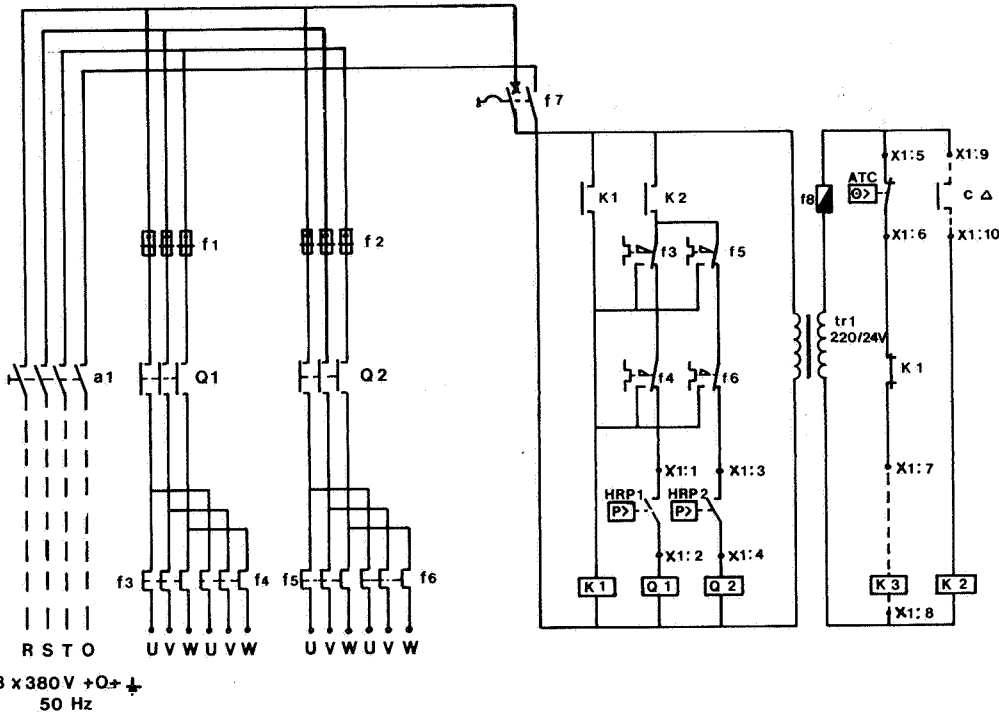 f7
X1:5
X1:9
ATC
Θ>
f8
C Δ
K1
K2
X1:6
X1:10
f1
f2
f3
f5
tr1
220/24V
a1
Q1
Q2
f4
f6
K1
X1:1
X1:3
X1:7
HRP1
HRP2
P>
P>
X1:2
X1:4
f3
f4
f5
f6
K1
Q1
Q2
K3
K2
X1:8
R S T O
U V W U V W
U V W U V W
3 x 380V +O+ ⏚
50 Hz